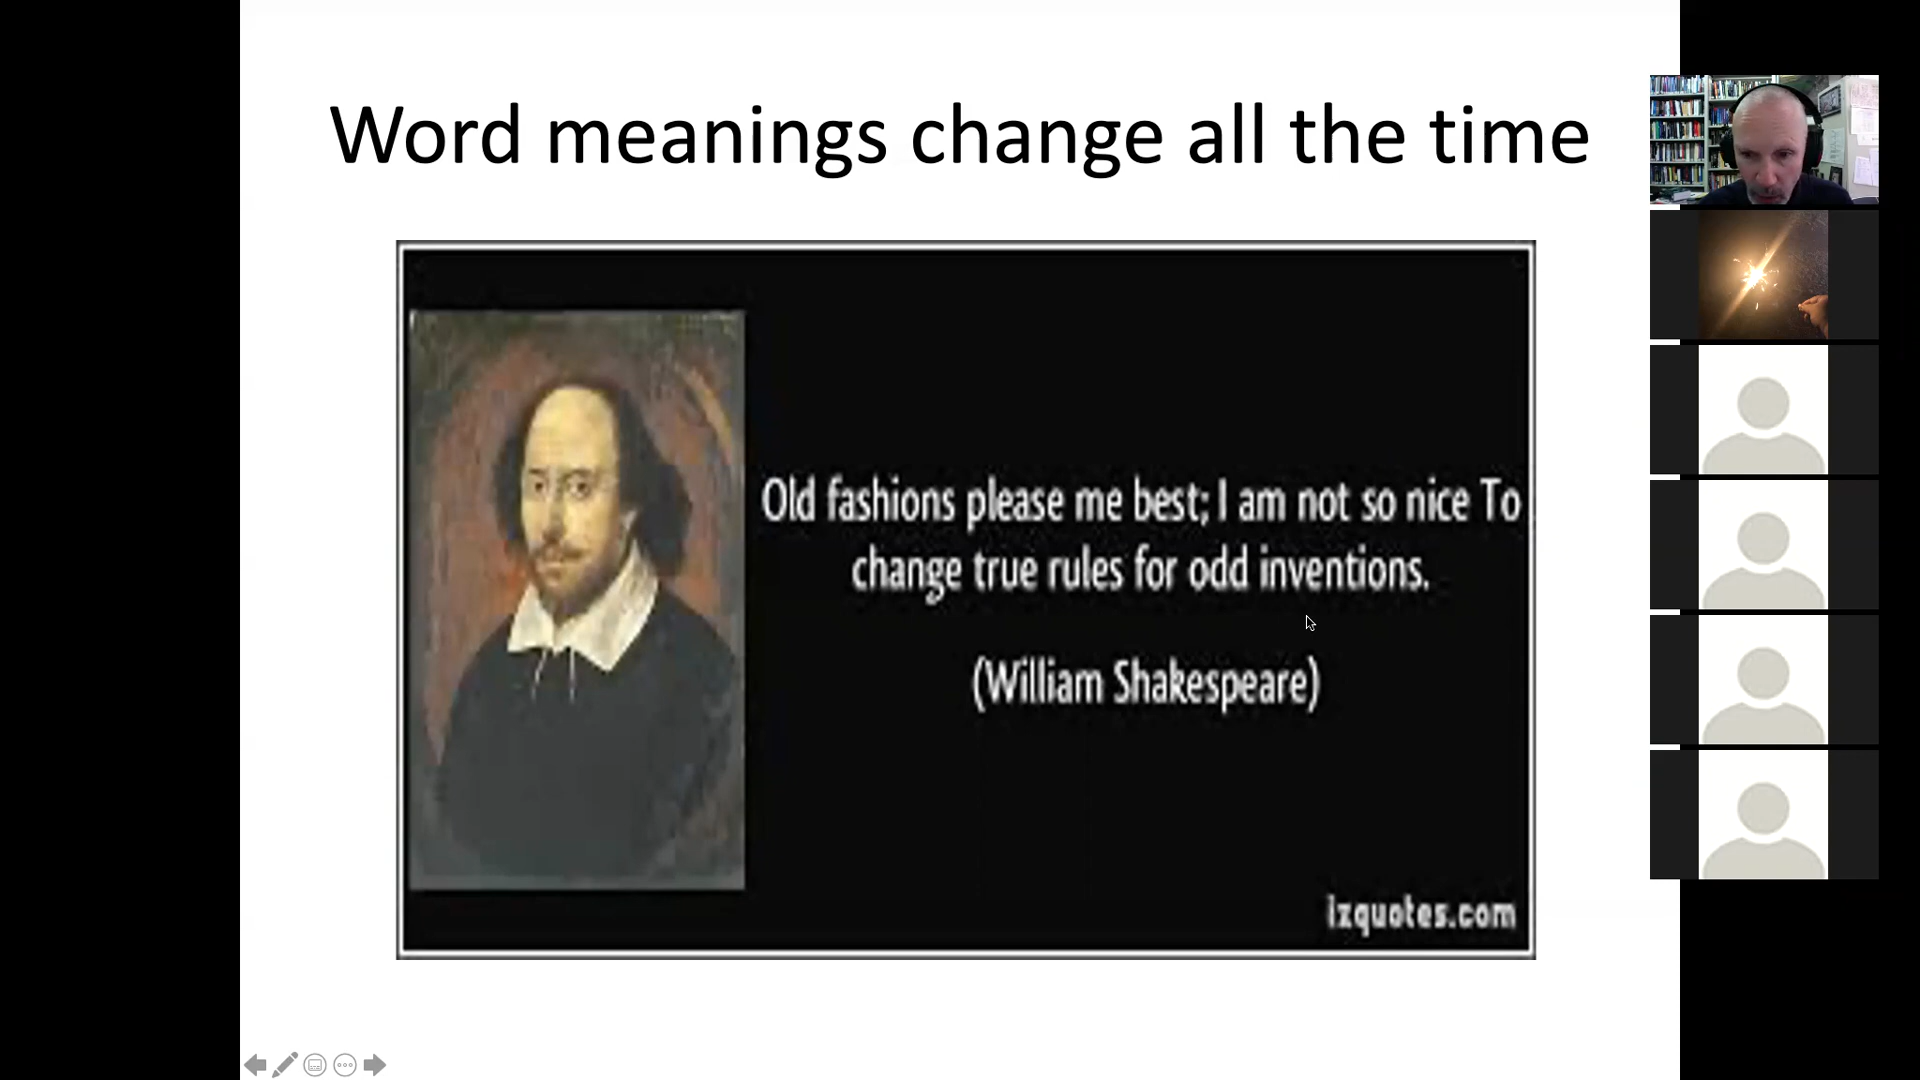 Word meanings change all the time
Old fashions please me best; I am not so nice To
change true rules for odd inventions.
(William Shakespeare)
izquotes.com